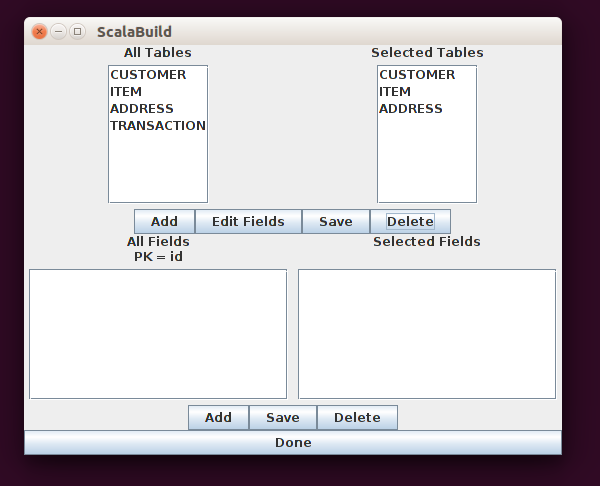 ScalaBuild
All Tables
Selected Tables
CUSTOMER
ITEM
ADDRESS
TRANSACTION
CUSTOMER
ITEM
ADDRESS
Add Edit Fields Save Delete
All Fields
PK = id
Selected Fields
Add Save Delete
Done